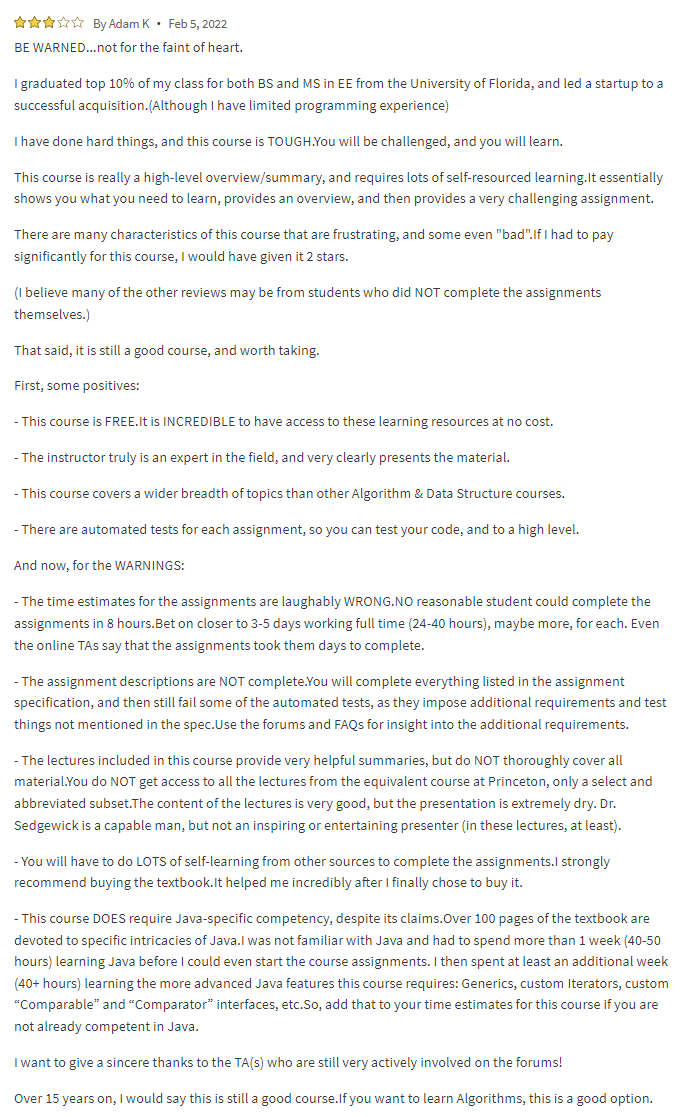 By Adam K • Feb 5, 2022
BE WARNED...not for the faint of heart.
I graduated top 10% of my class for both BS and MS in EE from the University of Florida, and led a startup to a
successful acquisition.(Although I have limited programming experience)
I have done hard things, and this course is TOUGH.You will be challenged, and you will learn.
This course is really a high-level overview/summary, and requires lots of self-resourced learning.It essentially
shows you what you need to learn, provides an overview, and then provides a very challenging assignment.
There are many characteristics of this course that are frustrating, and some even "bad".If I had to pay
significantly for this course, I would have given it 2 stars.
(I believe many of the other reviews may be from students who did NOT complete the assignments
themselves.)
That said, it is still a good course, and worth taking.
First, some positives:
- This course is FREE.It is INCREDIBLE to have access to these learning resources at no cost.
- The instructor truly is an expert in the field, and very clearly presents the material.
- This course covers a wider breadth of topics than other Algorithm & Data Structure courses.
- There are automated tests for each assignment, so you can test your code, and to a high level.
And now, for the WARNINGS:
- The time estimates for the assignments are laughably WRONG.NO reasonable student could complete the
assignments in 8 hours.Bet on closer to 3-5 days working full time (24-40 hours), maybe more, for each. Even
the online TAs say that the assignments took them days to complete.
- The assignment descriptions are NOT complete.You will complete everything listed in the assignment
specification, and then still fail some of the automated tests, as they impose additional requirements and test
things not mentioned in the spec.Use the forums and FAQs for insight into the additional requirements.
- The lectures included in this course provide very helpful summaries, but do NOT thoroughly cover all
material.You do NOT get access to all the lectures from the equivalent course at Princeton, only a select and
abbreviated subset.The content of the lectures is very good, but the presentation is extremely dry. Dr.
Sedgewick is a capable man, but not an inspiring or entertaining presenter (in these lectures, at least).
- You will have to do LOTS of self-learning from other sources to complete the assignments.I strongly
recommend buying the textbook.It helped me incredibly after I finally chose to buy it.
- This course DOES require Java-specific competency, despite its claims.Over 100 pages of the textbook are
devoted to specific intricacies of Java.I was not familiar with Java and had to spend more than 1 week (40-50
hours) learning Java before I could even start the course assignments. I then spent at least an additional week
(40+ hours) learning the more advanced Java features this course requires: Generics, custom Iterators, custom
“Comparable” and “Comparator” interfaces, etc.So, add that to your time estimates for this course if you are
not already competent in Java.
I want to give a sincere thanks to the TA(s) who are still very actively involved on the forums!
Over 15 years on, I would say this is still a good course.If you want to learn Algorithms, this is a good option.